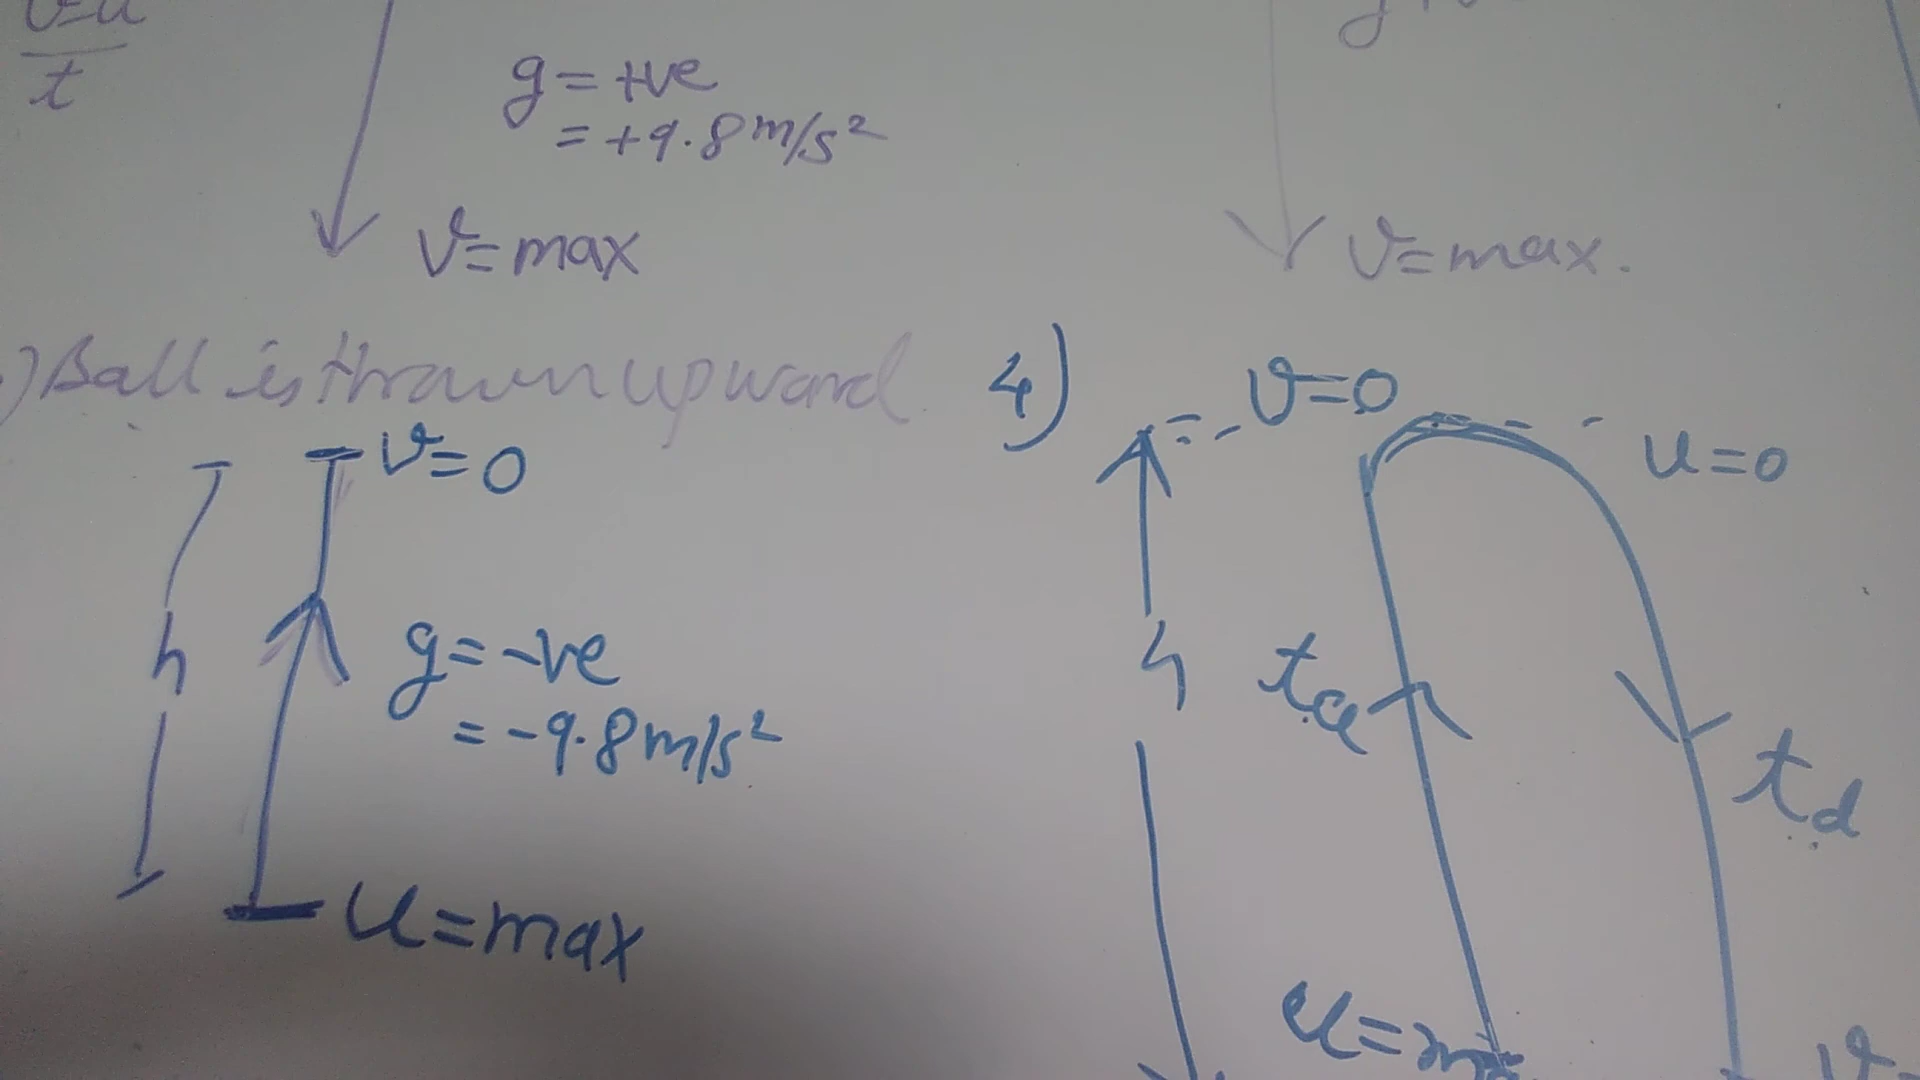 t
g = +ve
= +9.8 m/s²
v = max
v = max.
) Ball is thrown upward
v = 0
h
g = -ve
= -9.8 m/s²
u = max
4)
v = 0
u = 0
h
ta
td